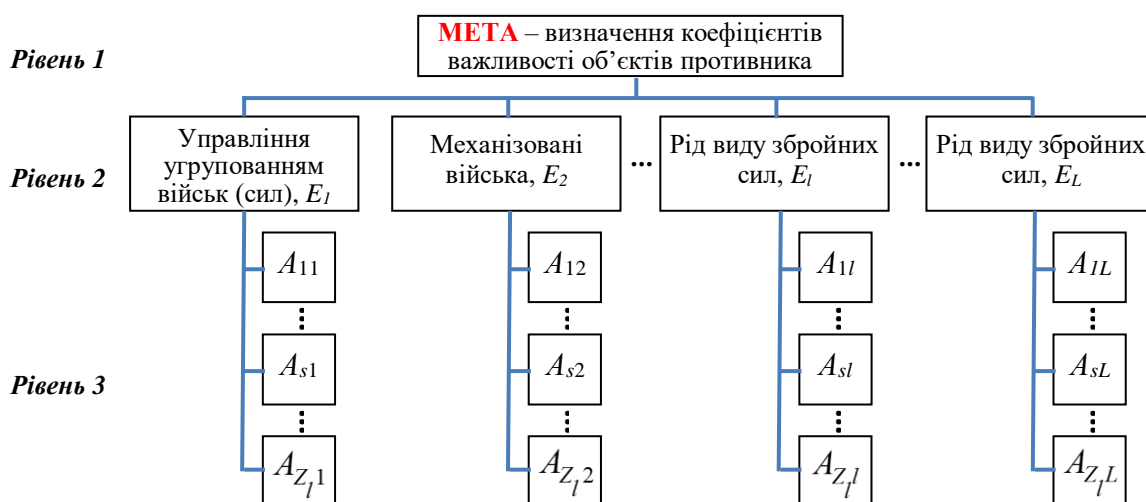 МЕТА – визначення коефіцієнтів
важливості об’єктів противника
Рівень 1
Управління
угрупованням
військ (сил), E1
Механізовані
війська, E2
...
Рід виду збройних
сил, El
...
Рід виду збройних
сил, EL
Рівень 2
A11
A12
A1l
A1L
Рівень 3
As1
As2
Asl
AsL
AZl1
AZl2
AZll
AZlL